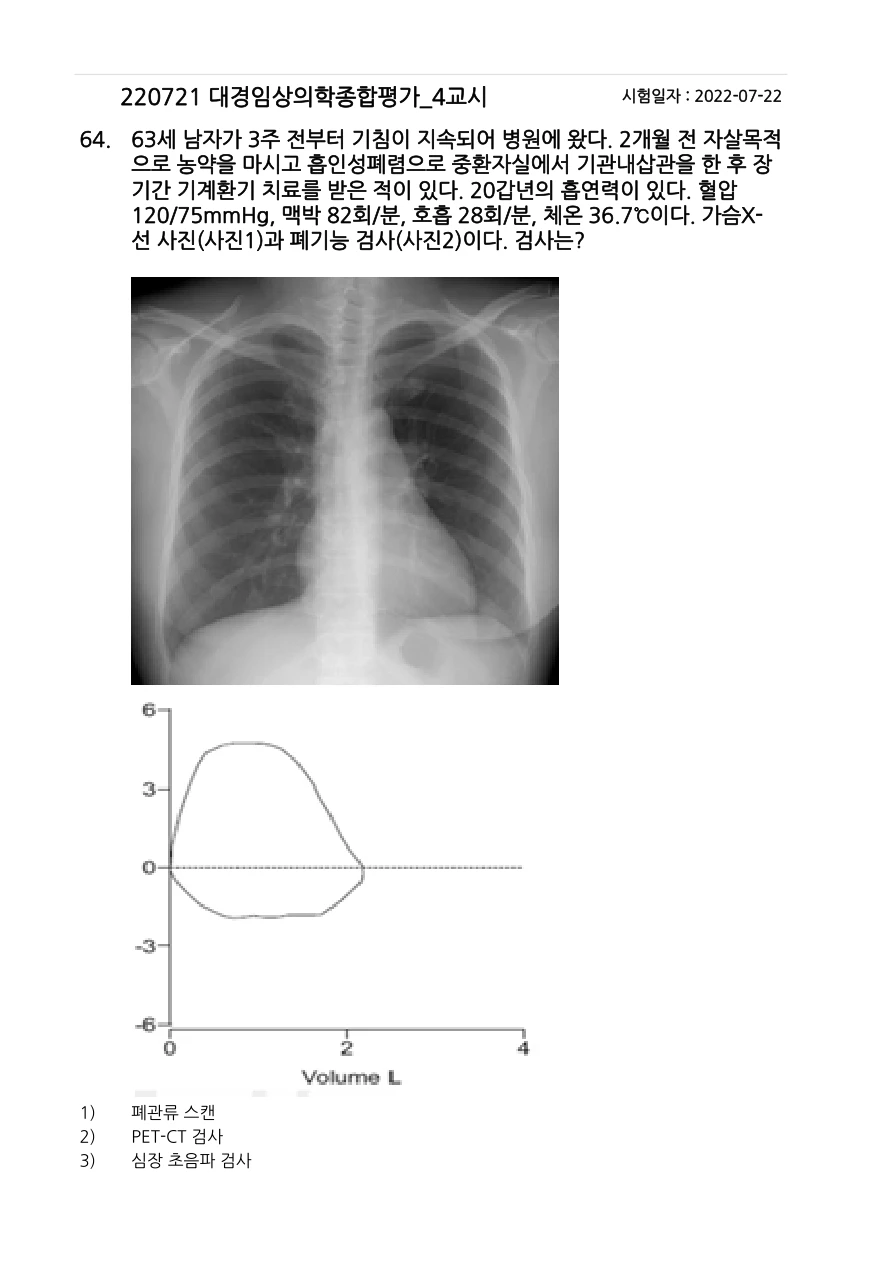 220721 대경임상의학종합평가_4교시 시험일자 : 2022-07-22
64. 63세 남자가 3주 전부터 기침이 지속되어 병원에 왔다. 2개월 전 자살목적
으로 농약을 마시고 흡인성폐렴으로 중환자실에서 기관내삽관을 한 후 장
기간 기계환기 치료를 받은 적이 있다. 20갑년의 흡연력이 있다. 혈압
120/75mmHg, 맥박 82회/분, 호흡 28회/분, 체온 36.7℃이다. 가슴X-
선 사진(사진1)과 폐기능 검사(사진2)이다. 검사는?
6
3
0
-3
-6
0 2 4
Volume L
1) 폐관류 스캔
2) PET-CT 검사
3) 심장 초음파 검사